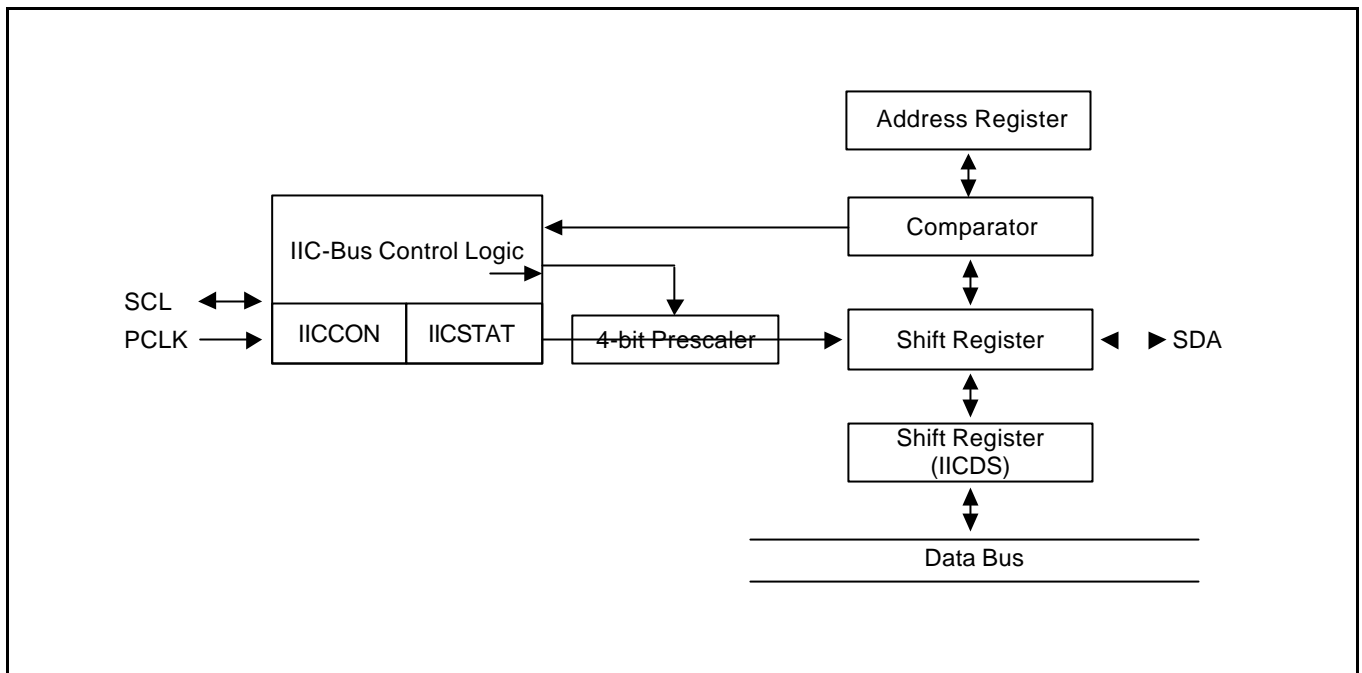 Address Register
Comparator
IIC-Bus Control Logic
SCL
PCLK
IICCON
IICSTAT
4-bit Prescaler
Shift Register
SDA
Shift Register
(IICDS)
Data Bus